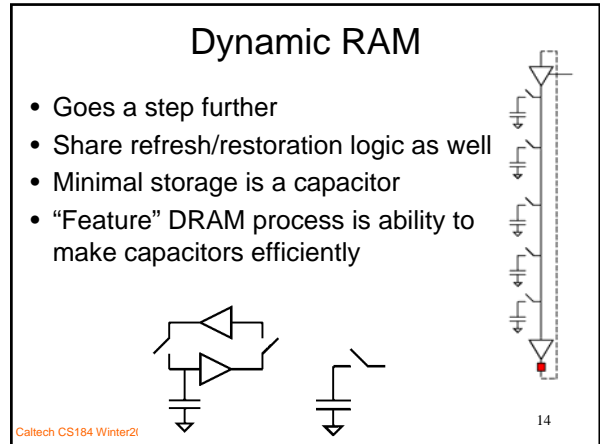 Dynamic RAM
• Goes a step further
• Share refresh/restoration logic as well
• Minimal storage is a capacitor
• “Feature” DRAM process is ability to
make capacitors efficiently
Caltech CS184 Winter20
14